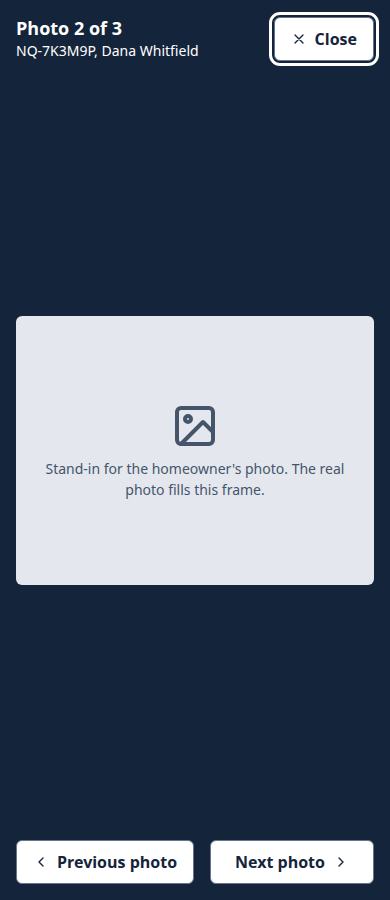 Photo 2 of 3
NQ-7K3M9P, Dana Whitfield
Close
Stand-in for the homeowner's photo. The real
photo fills this frame.
Previous photo
Next photo